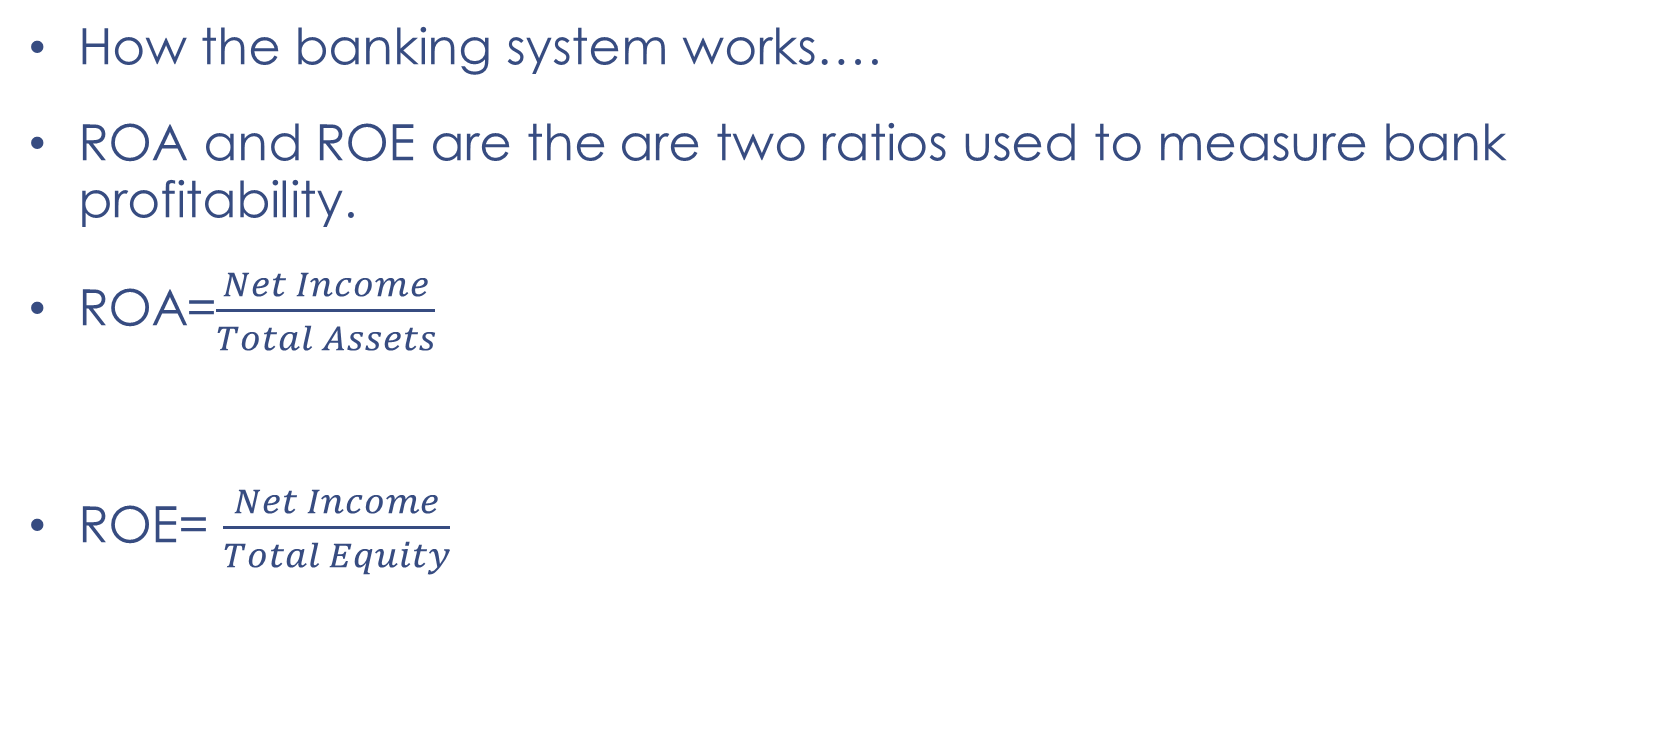 • How the banking system works....
• ROA and ROE are the are two ratios used to measure bank
profitability.
• ROA=Net Income
Total Assets
• ROE= Net Income
Total Equity